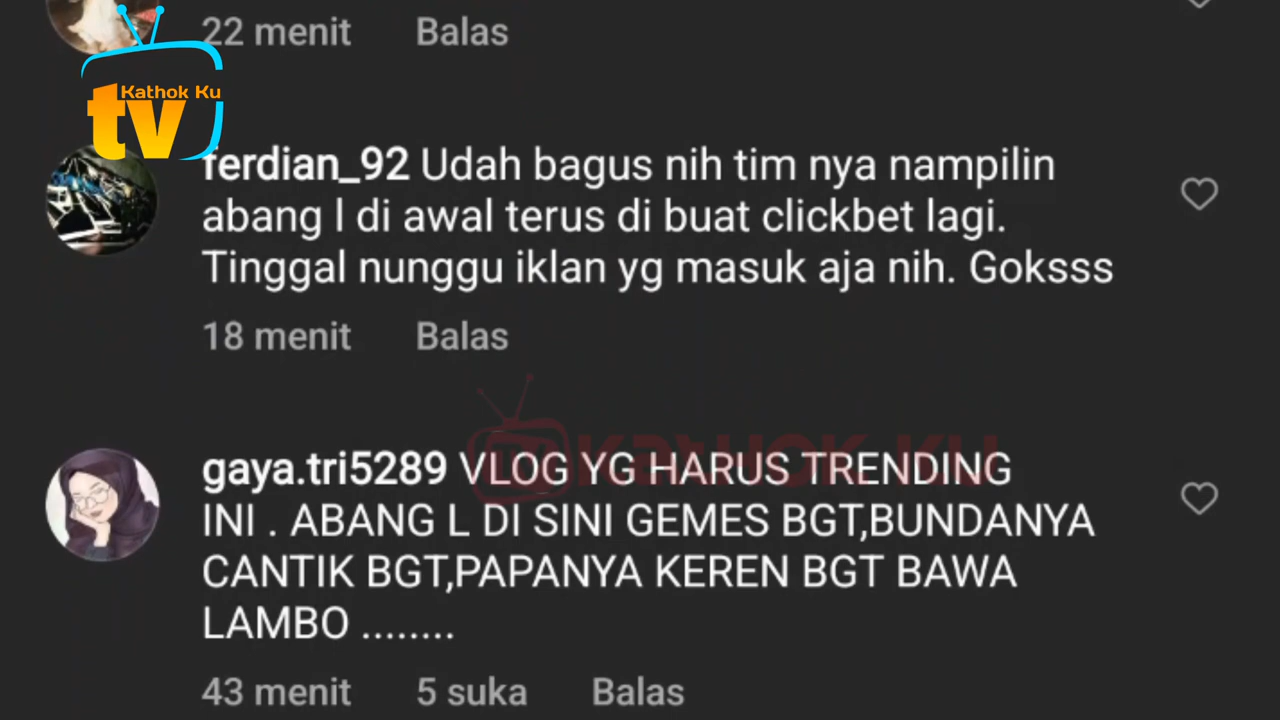 22 menit Balas
Kathok Ku
tv
ferdian_92 Udah bagus nih tim nya nampilin
abang l di awal terus di buat clickbet lagi.
Tinggal nunggu iklan yg masuk aja nih. Goksss
18 menit Balas
tv KATHOK KU
gaya.tri5289 VLOG YG HARUS TRENDING
INI . ABANG L DI SINI GEMES BGT,BUNDANYA
CANTIK BGT,PAPANYA KEREN BGT BAWA
LAMBO ........
43 menit 5 suka Balas